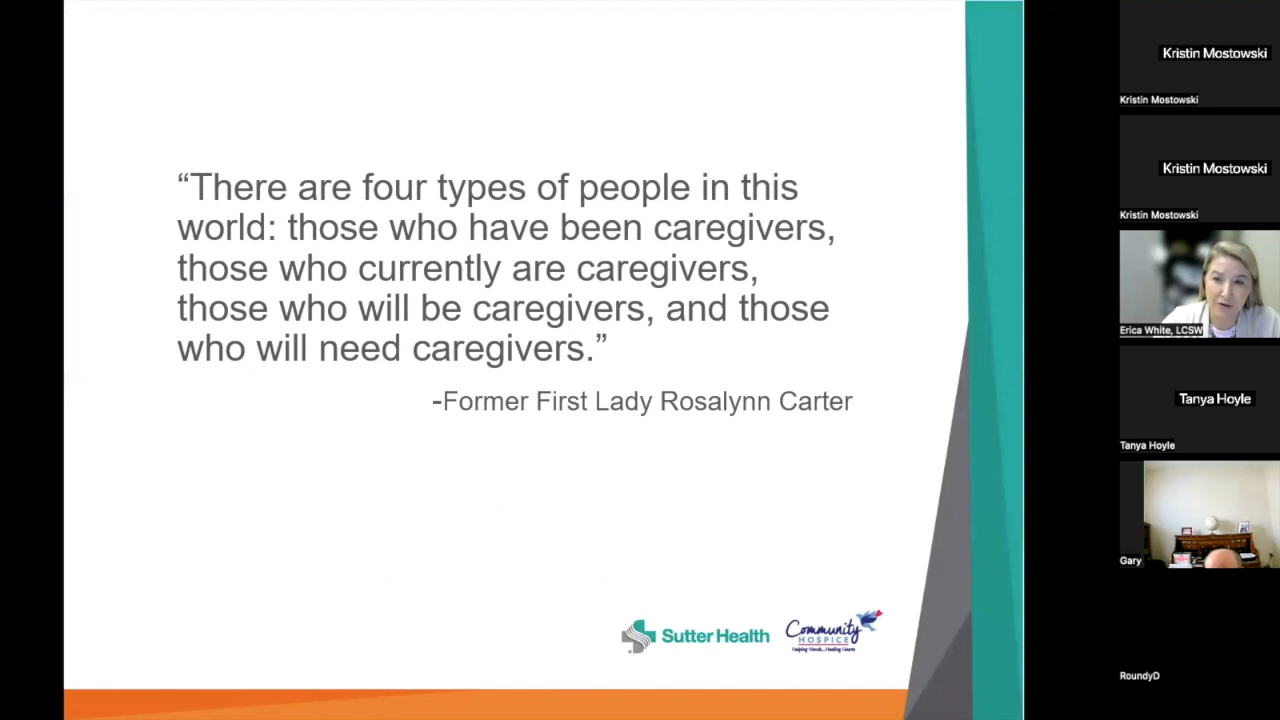 “There are four types of people in this
world: those who have been caregivers,
those who currently are caregivers,
those who will be caregivers, and those
who will need caregivers.”
-Former First Lady Rosalynn Carter
Sutter Health
Community
HOSPICE
Helping Hands...Healing Hearts
Kristin Mostowski
Kristin Mostowski
Kristin Mostowski
Kristin Mostowski
Erica White, LCSW
Tanya Hoyle
Tanya Hoyle
Gary
RoundyD